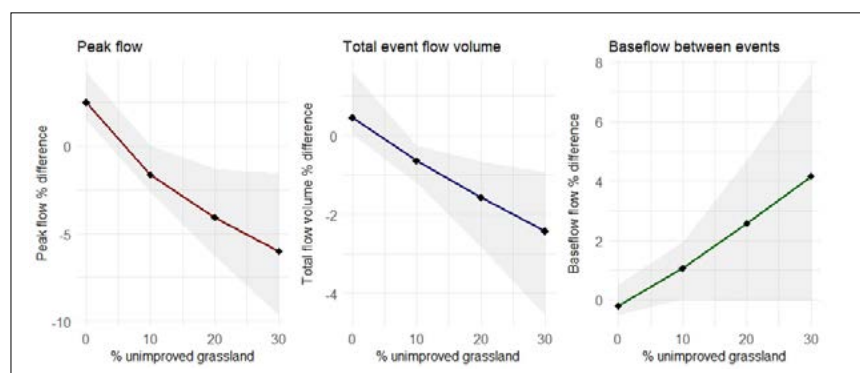 Peak flow
Peak flow % difference
0
-5
-10
0 10 20 30
% unimproved grassland
Total event flow volume
Total flow volume % difference
0
-2
-4
0 10 20 30
% unimproved grassland
Baseflow between events
Baseflow flow % difference
8
6
4
2
0
0 10 20 30
% unimproved grassland